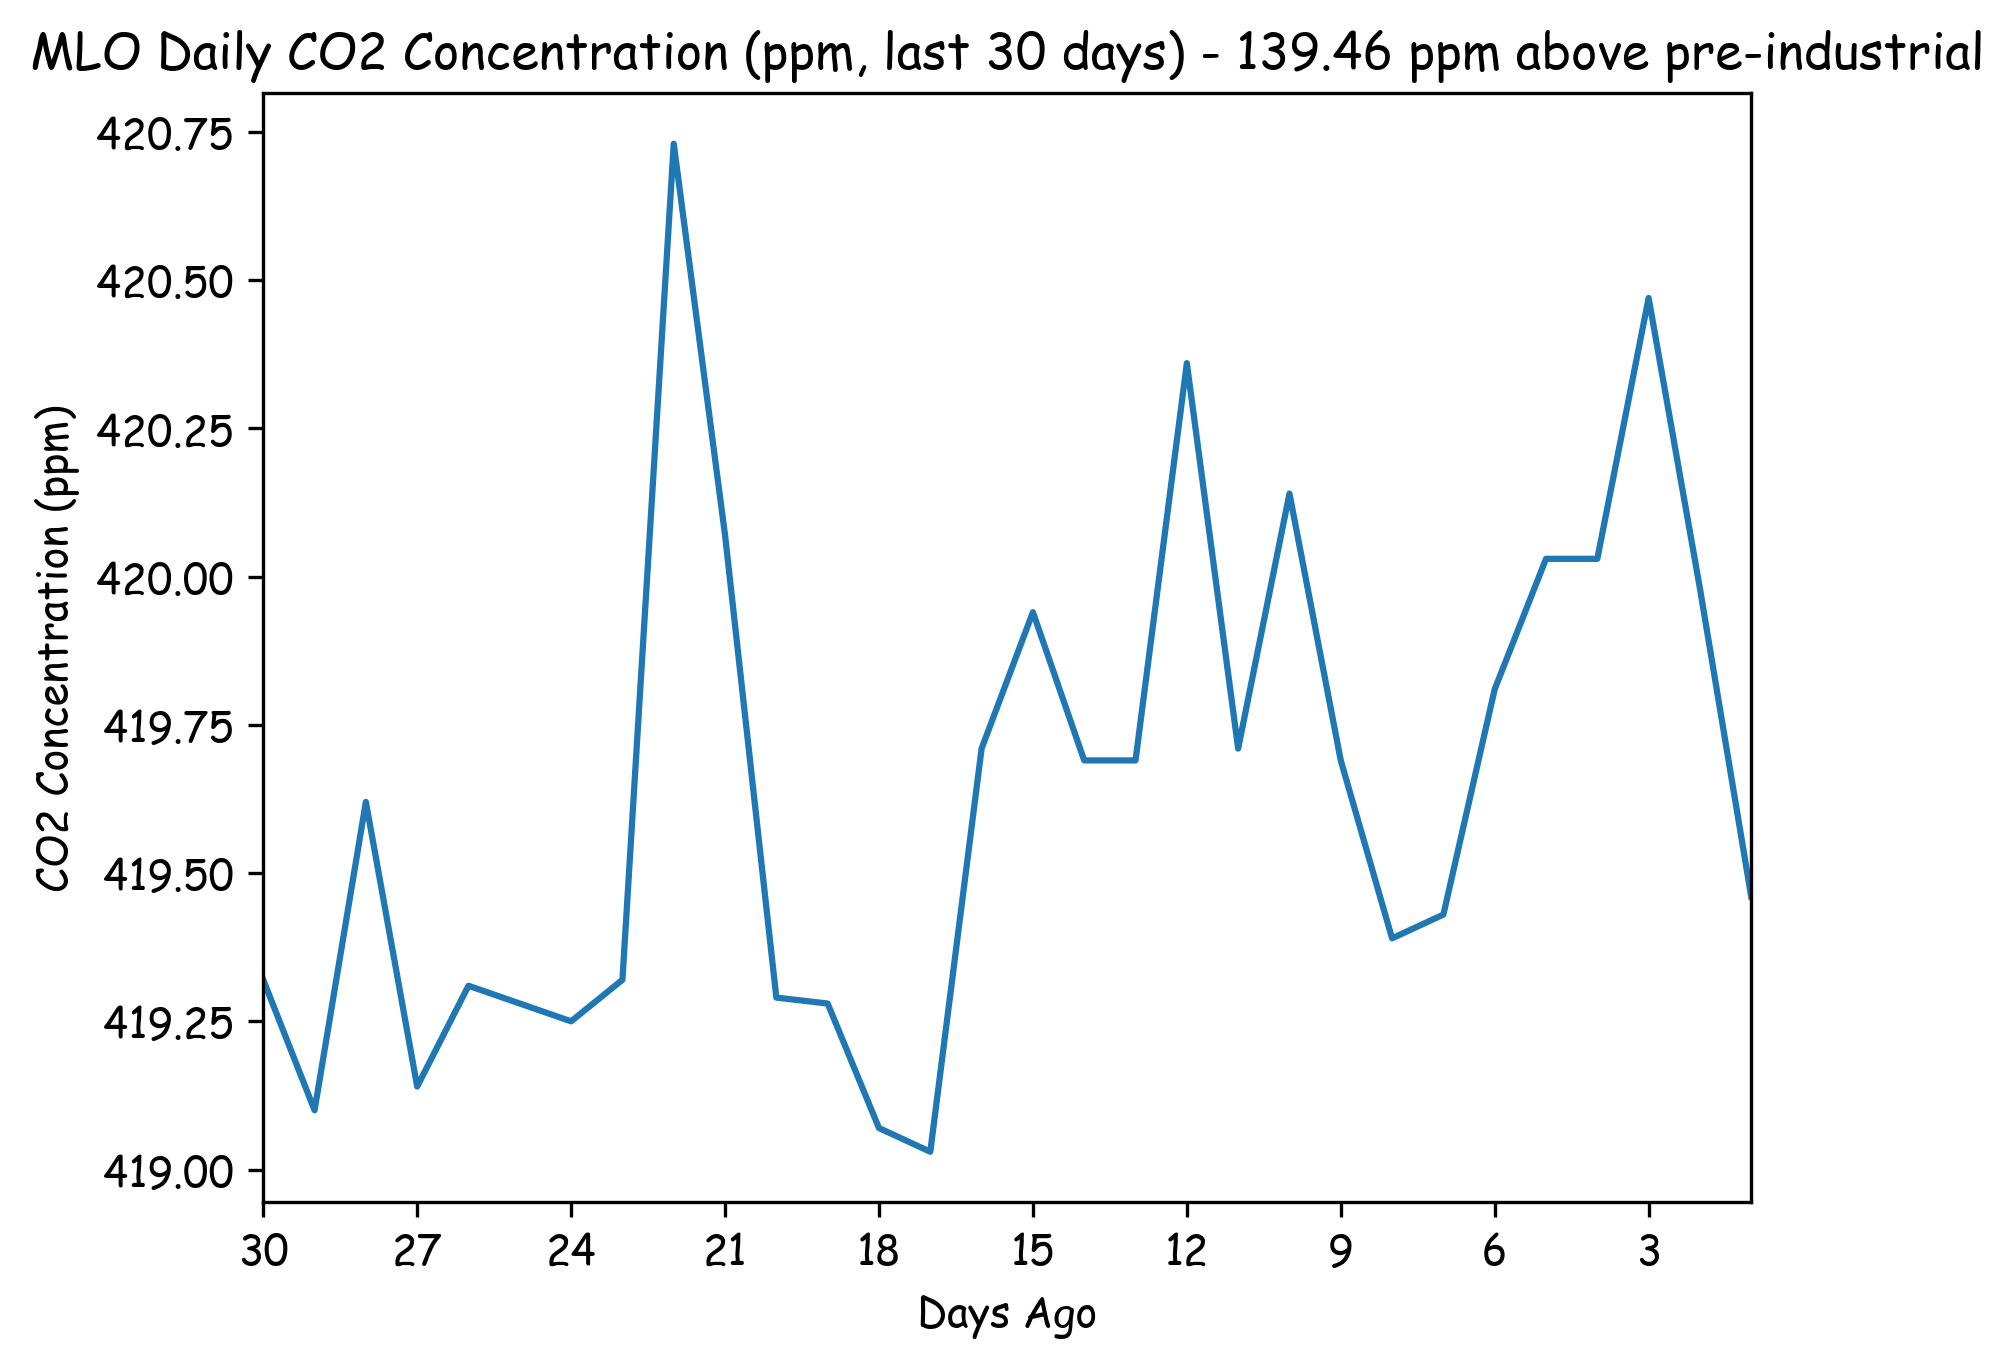 MLO Daily CO2 Concentration (ppm, last 30 days) - 139.46 ppm above pre-industrial
420.75
420.50
420.25
420.00
419.75
419.50
419.25
419.00
CO2 Concentration (ppm)
30 27 24 21 18 15 12 9 6 3
Days Ago